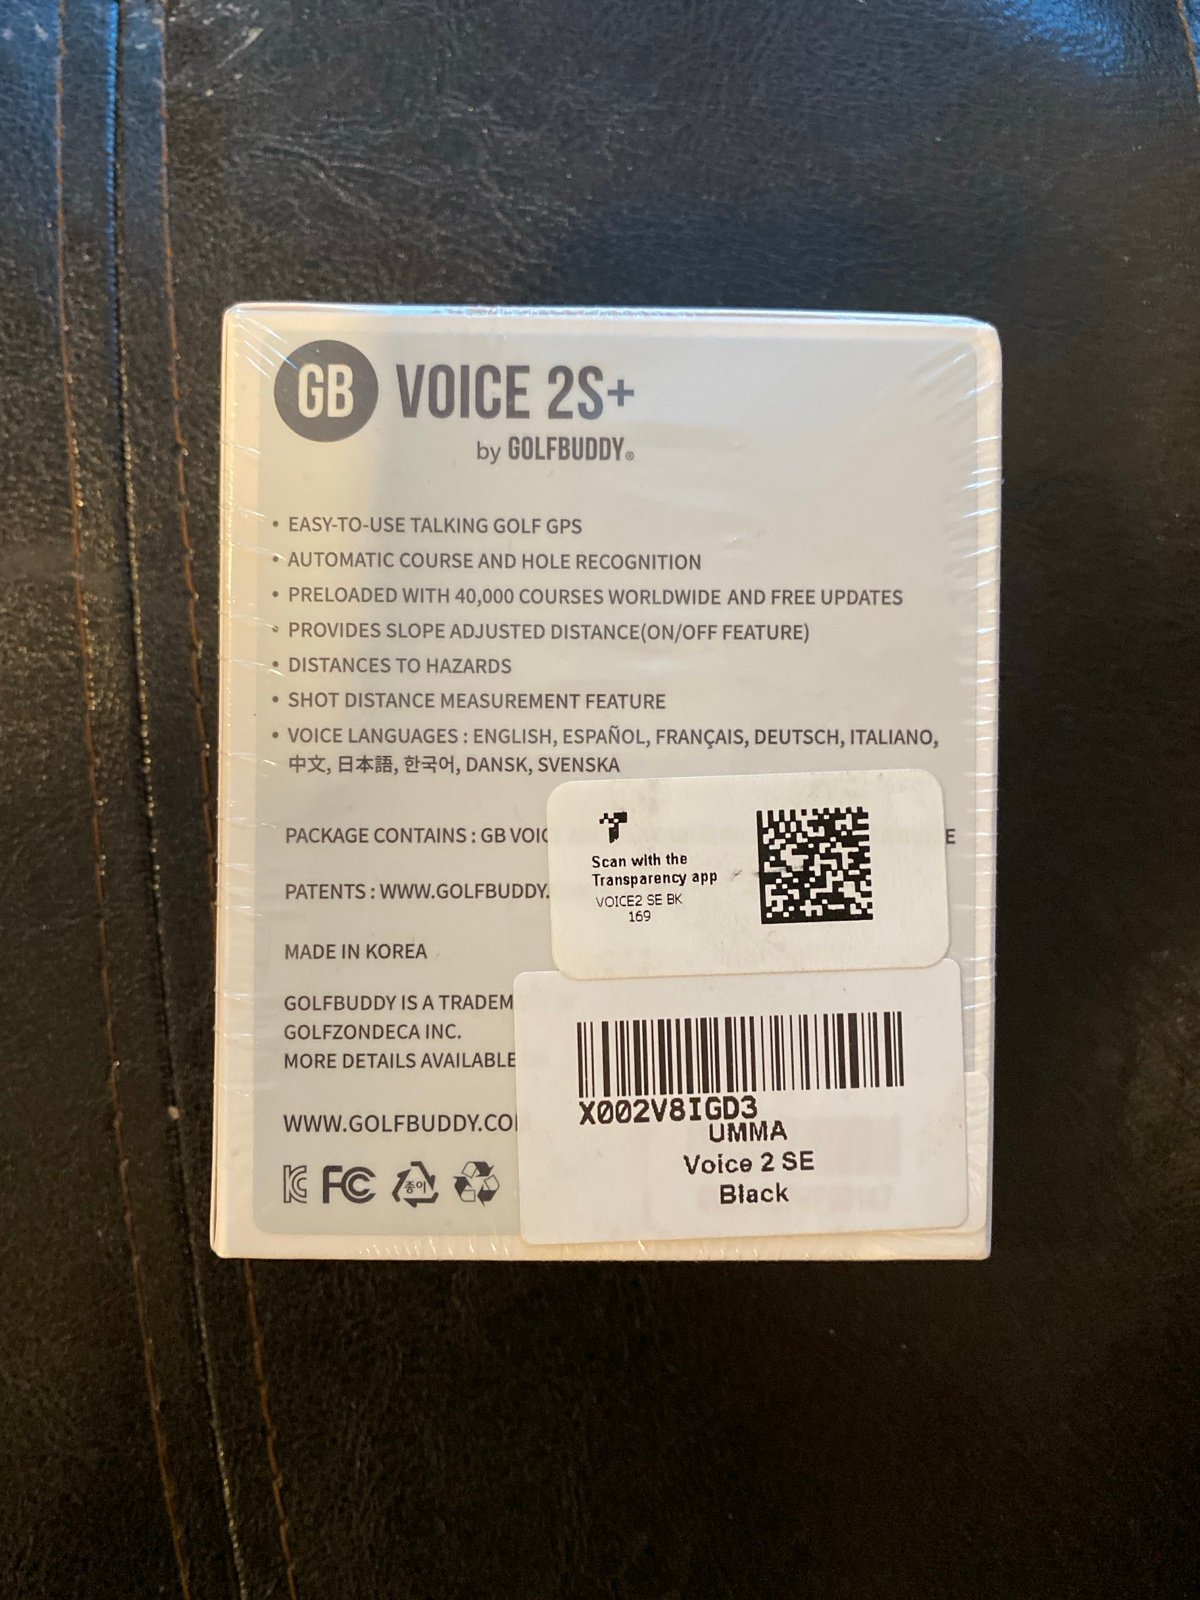 GB VOICE 2S+
by GOLFBUDDY®
• EASY-TO-USE TALKING GOLF GPS
• AUTOMATIC COURSE AND HOLE RECOGNITION
• PRELOADED WITH 40,000 COURSES WORLDWIDE AND FREE UPDATES
• PROVIDES SLOPE ADJUSTED DISTANCE(ON/OFF FEATURE)
• DISTANCES TO HAZARDS
• SHOT DISTANCE MEASUREMENT FEATURE
• VOICE LANGUAGES : ENGLISH, ESPAÑOL, FRANÇAIS, DEUTSCH, ITALIANO,
中文, 日本語, 한국어, DANSK, SVENSKA
PACKAGE CONTAINS : GB
PATENTS : WWW.GOLFBUDDY.
MADE IN KOREA
GOLFBUDDY IS A
GOLFZONDECA INC.
MORE DETAILS AVAILABLE
WWW.GOLFBUDDY.CO
KC FC 종이
Scan with the
Transparency app
VOICE2 SE BK
169
X002V8IGD3
UMMA
Voice 2 SE
Black